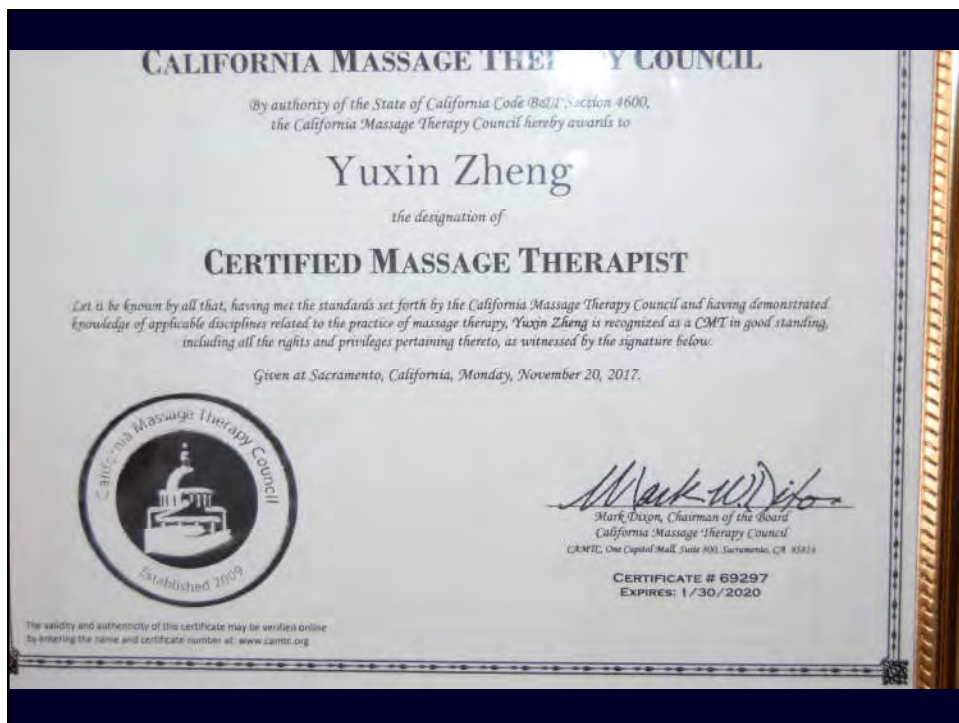 CALIFORNIA MASSAGE Y COUNCIL
By authority of the State of California Code Section 4600,
the California Massage Therapy Council hereby awards to
Yuxin Zheng
the designation of
CERTIFIED MASSAGE THERAPIST
Let it be known by all that, having met the standards set forth by the California Massage Therapy Council and having demonstrated
knowledge of applicable disciplines related to the practice of massage therapy, Yuxin Zheng is recognized as a CMT in good standing,
including all the rights and privileges pertaining thereto, as witnessed by the signature below.
Given at Sacramento, California, Monday, November 20, 2017.
California Massage Therapy Council
Established 2009
Mark W. Dixon
Mark Dixon, Chairman of the Board
California Massage Therapy Council
CAMTC, One Capitol Mall, Suite 800, Sacramento, CA 95814
CERTIFICATE # 69297
EXPIRES: 1/30/2020
The validity and authenticity of this certificate may be verified online
by entering the name and certificate number at: www.camtc.org